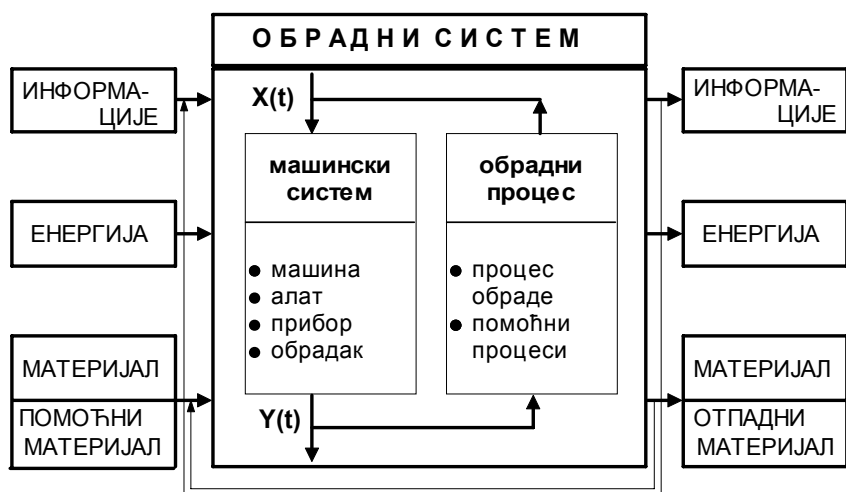 ОБРАДНИ СИСТЕМ
ИНФОРМА-
ЦИЈЕ
ЕНЕРГИЈА
МАТЕРИЈАЛ
ПОМОЋНИ
МАТЕРИЈАЛ
X(t)
машински
систем
● машина
● алат
● прибор
● обрадак
Y(t)
обрадни
процес
● процес
обраде
● помоћни
процеси
ИНФОРМА-
ЦИЈЕ
ЕНЕРГИЈА
МАТЕРИЈАЛ
ОТПАДНИ
МАТЕРИЈАЛ